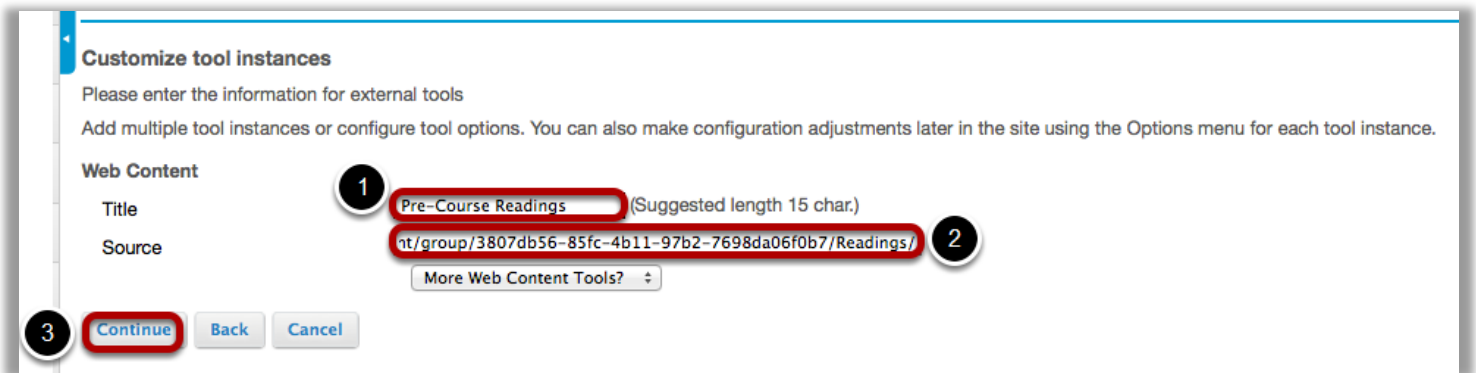 Customize tool instances
Please enter the information for external tools
Add multiple tool instances or configure tool options. You can also make configuration adjustments later in the site using the Options menu for each tool instance.
Web Content
1
Title Pre-Course Readings (Suggested length 15 char.)
Source nt/group/3807db56-85fc-4b11-97b2-7698da06f0b7/Readings/ 2
More Web Content Tools?
3 Continue Back Cancel